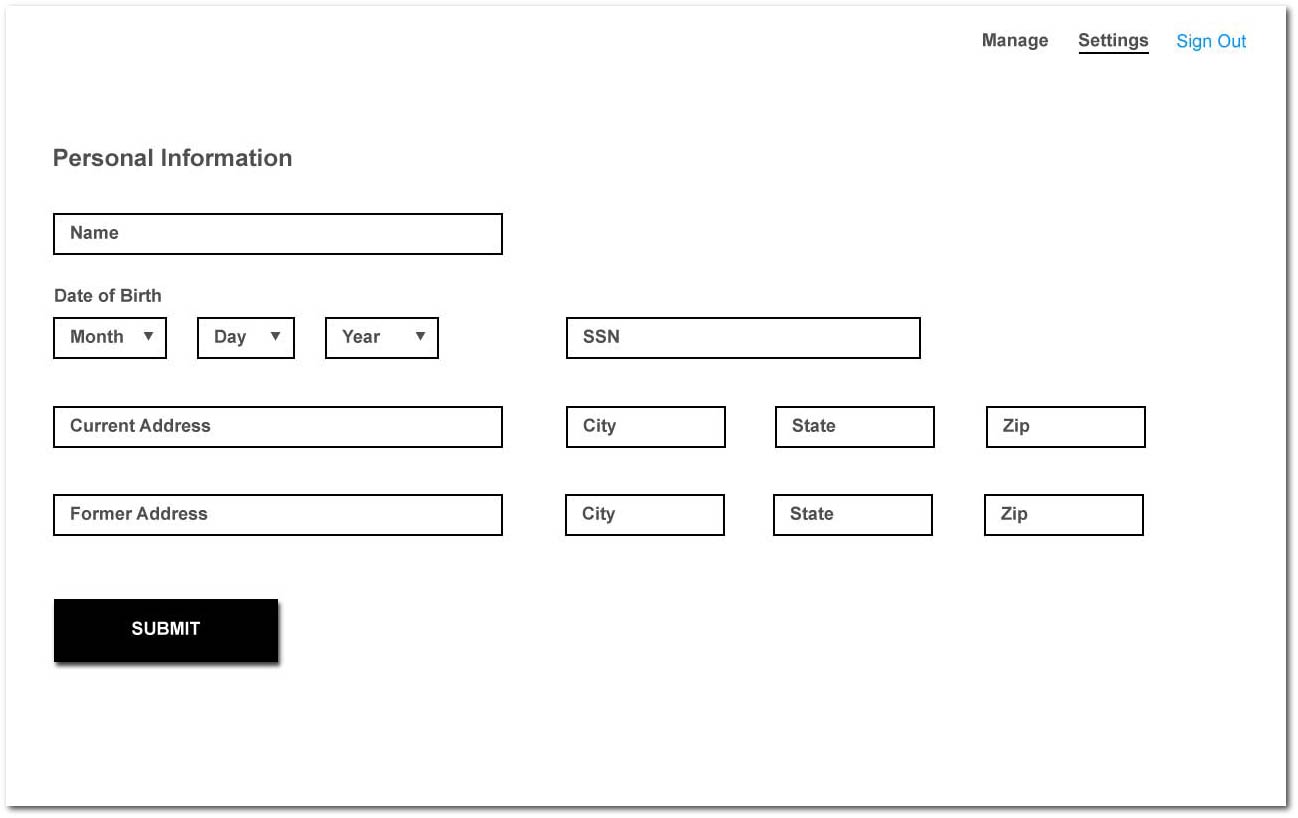 Manage Settings Sign Out
Personal Information
Name
Date of Birth
Month ▼ Day ▼ Year ▼ SSN
Current Address City State Zip
Former Address City State Zip
SUBMIT